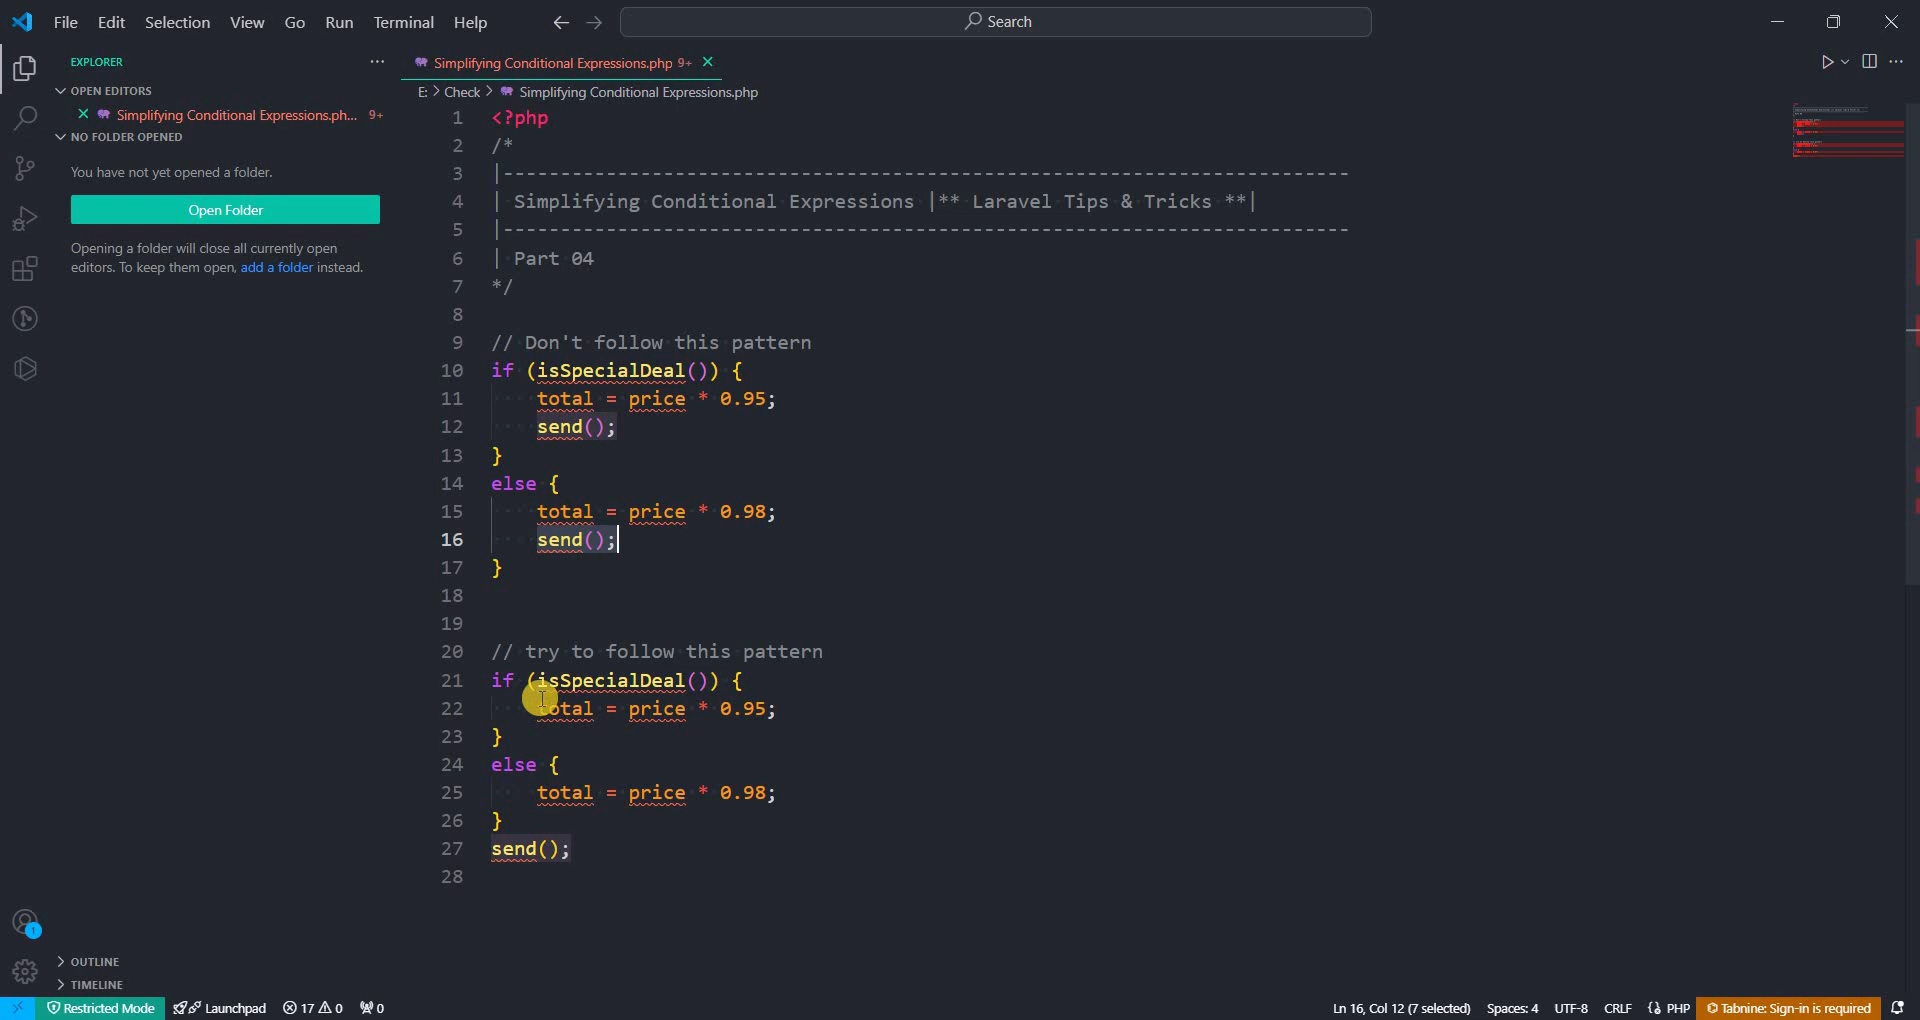 File Edit Selection View Go Run Terminal Help
Search
EXPLORER
OPEN EDITORS
Simplifying Conditional Expressions.ph... 9+
NO FOLDER OPENED
You have not yet opened a folder.
Open Folder
Opening a folder will close all currently open
editors. To keep them open, add a folder instead.
Simplifying Conditional Expressions.php 9+
E: > Check > Simplifying Conditional Expressions.php
1 <?php
2 /*
3 |--------------------------------------------------------------------------
4 | Simplifying Conditional Expressions |** Laravel Tips & Tricks **|
5 |--------------------------------------------------------------------------
6 | Part 04
7 */
8
9 // Don't follow this pattern
10 if (isSpecialDeal()) {
11 total = price * 0.95;
12 send();
13 }
14 else {
15 total = price * 0.98;
16 send();
17 }
18
19
20 // try to follow this pattern
21 if (isSpecialDeal()) {
22 total = price * 0.95;
23 }
24 else {
25 total = price * 0.98;
26 }
27 send();
28
1
OUTLINE
TIMELINE
Restricted Mode Launchpad 17 0 0 Ln 16, Col 12 (7 selected) Spaces: 4 UTF-8 CRLF PHP Tabnine: Sign-in is required